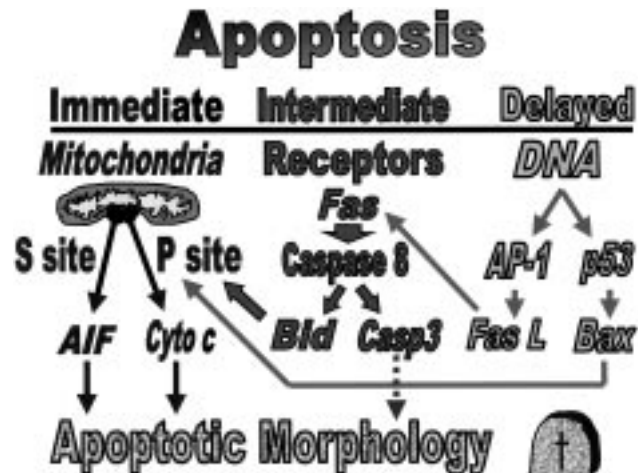 Apoptosis
Immediate Intermediate Delayed
Mitochondria Receptors DNA
Fas
S site P site Caspase 8 AP-1 p53
AIF Cyto c Bid Casp3 Fas L Bax
Apoptotic Morphology